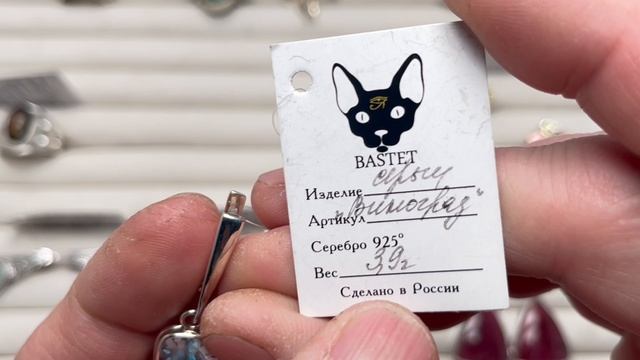 BASTET
Изделие серьги
Артикул "Виноград"
Серебро 925°
Вес 3,9г
Сделано в России